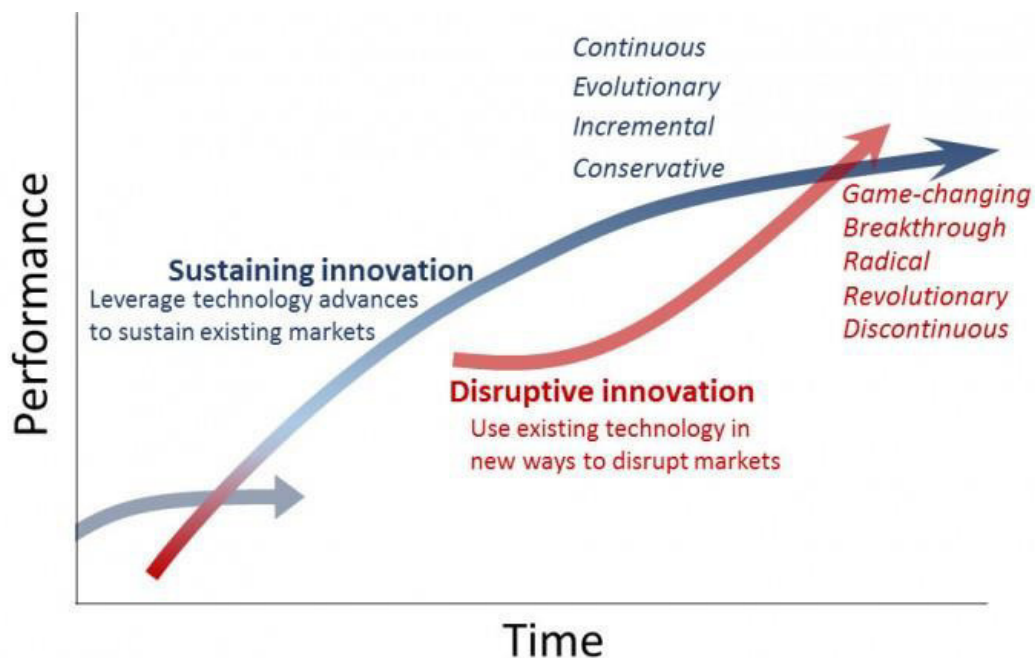 Continuous
Evolutionary
Incremental
Conservative
Game-changing
Breakthrough
Radical
Revolutionary
Discontinuous
Sustaining innovation
Leverage technology advances
to sustain existing markets
Disruptive innovation
Use existing technology in
new ways to disrupt markets
Performance
Time